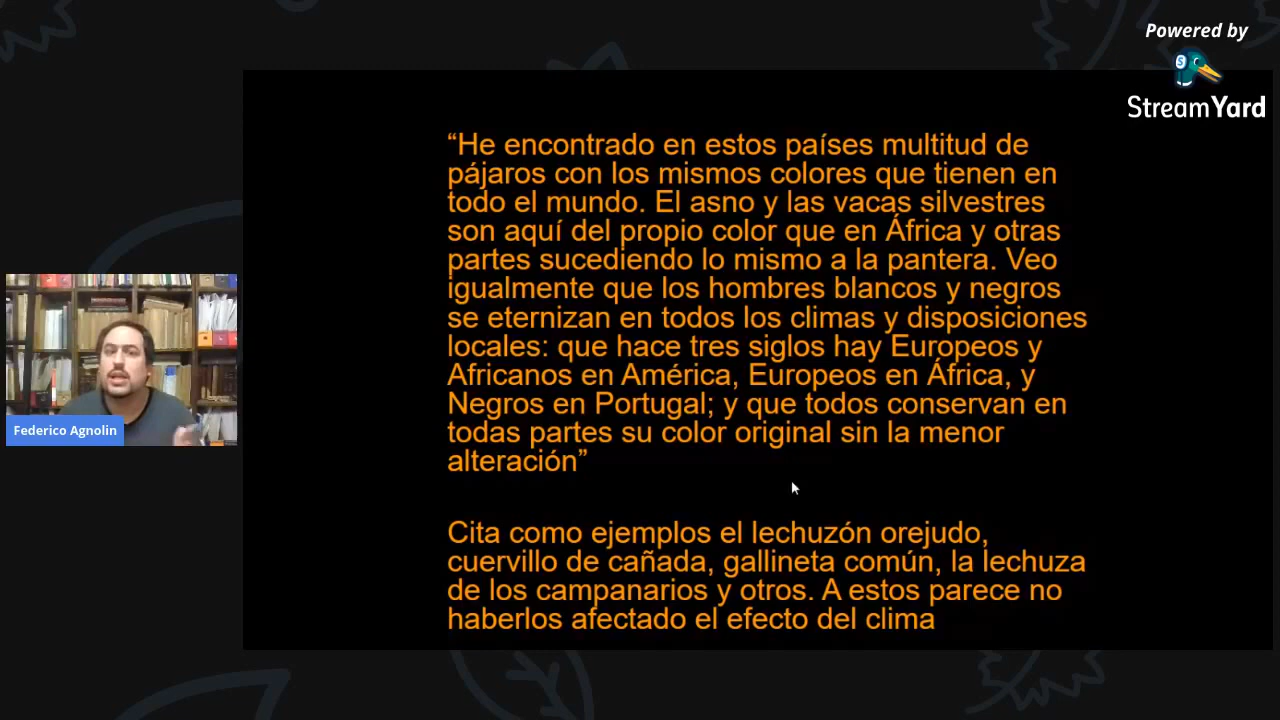 Powered by
StreamYard
“He encontrado en estos países multitud de
pájaros con los mismos colores que tienen en
todo el mundo. El asno y las vacas silvestres
son aquí del propio color que en África y otras
partes sucediendo lo mismo a la pantera. Veo
igualmente que los hombres blancos y negros
se eternizan en todos los climas y disposiciones
locales: que hace tres siglos hay Europeos y
Africanos en América, Europeos en África, y
Negros en Portugal; y que todos conservan en
todas partes su color original sin la menor
alteración”
Cita como ejemplos el lechuzón orejudo,
cuervillo de cañada, gallineta común, la lechuza
de los campanarios y otros. A estos parece no
haberlos afectado el efecto del clima
Federico Agnolin